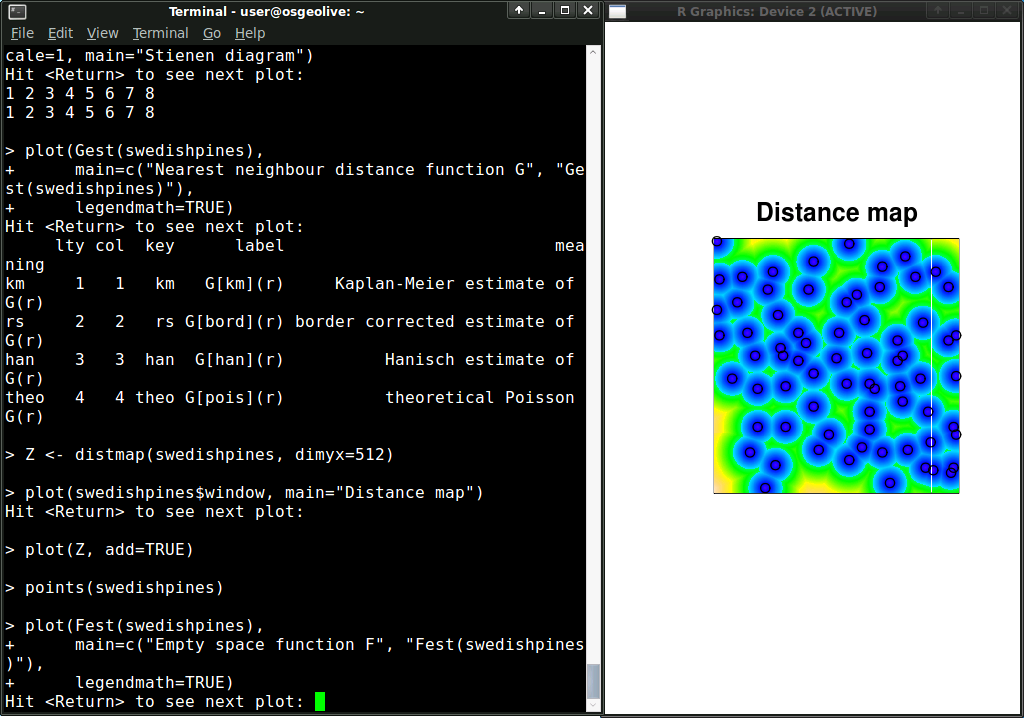 Terminal - user@osgeolive: ~
File Edit View Terminal Go Help
cale=1, main="Stienen diagram")
Hit <Return> to see next plot:
1 2 3 4 5 6 7 8
1 2 3 4 5 6 7 8
> plot(Gest(swedishpines),
+      main=c("Nearest neighbour distance function G", "Ge
st(swedishpines)"),
+      legendmath=TRUE)
Hit <Return> to see next plot:
     lty col  key      label                           mea
ning
km     1   1   km   G[km](r)     Kaplan-Meier estimate of
G(r)
rs     2   2   rs G[bord](r) border corrected estimate of
G(r)
han    3   3  han  G[han](r)          Hanisch estimate of
G(r)
theo   4   4 theo G[pois](r)          theoretical Poisson
G(r)
> Z <- distmap(swedishpines, dimyx=512)
> plot(swedishpines$window, main="Distance map")
Hit <Return> to see next plot:
> plot(Z, add=TRUE)
> points(swedishpines)
> plot(Fest(swedishpines),
+      main=c("Empty space function F", "Fest(swedishpines
)"),
+      legendmath=TRUE)
Hit <Return> to see next plot:
R Graphics: Device 2 (ACTIVE)
Distance map